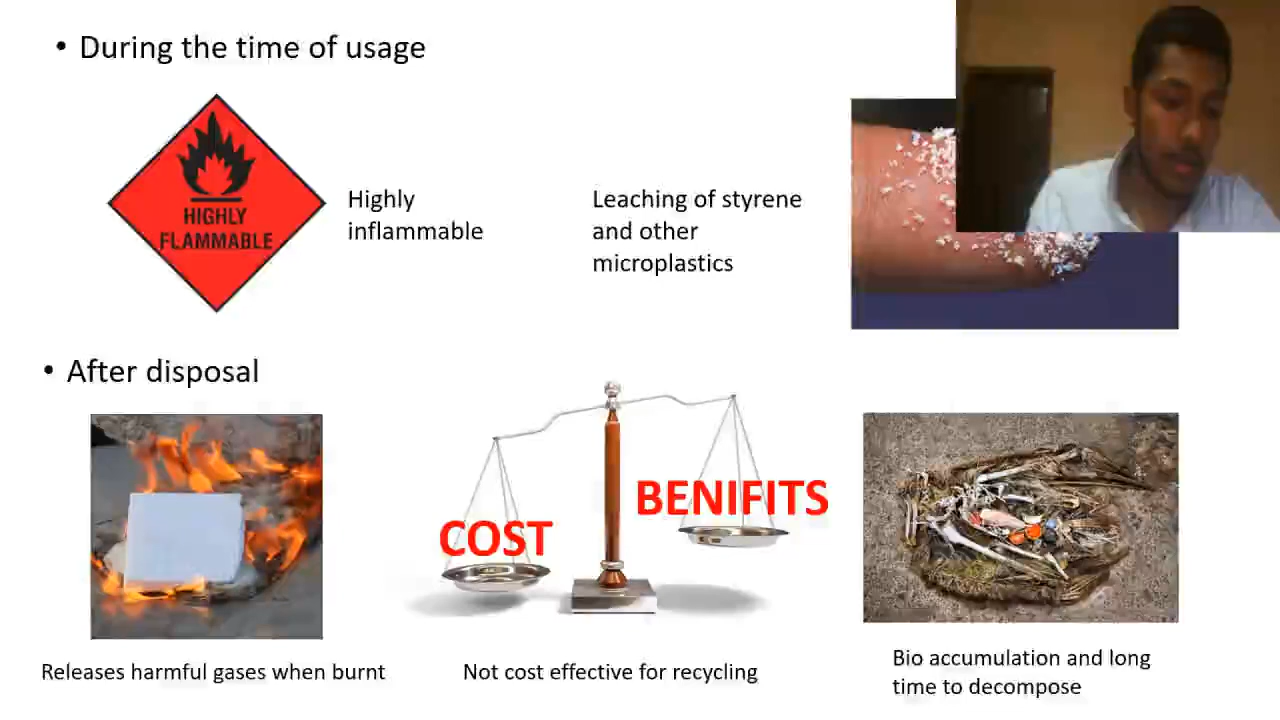 • During the time of usage
HIGHLY
FLAMMABLE
Highly
inflammable
Leaching of styrene
and other
microplastics
• After disposal
COST
BENIFITS
Releases harmful gases when burnt
Not cost effective for recycling
Bio accumulation and long
time to decompose